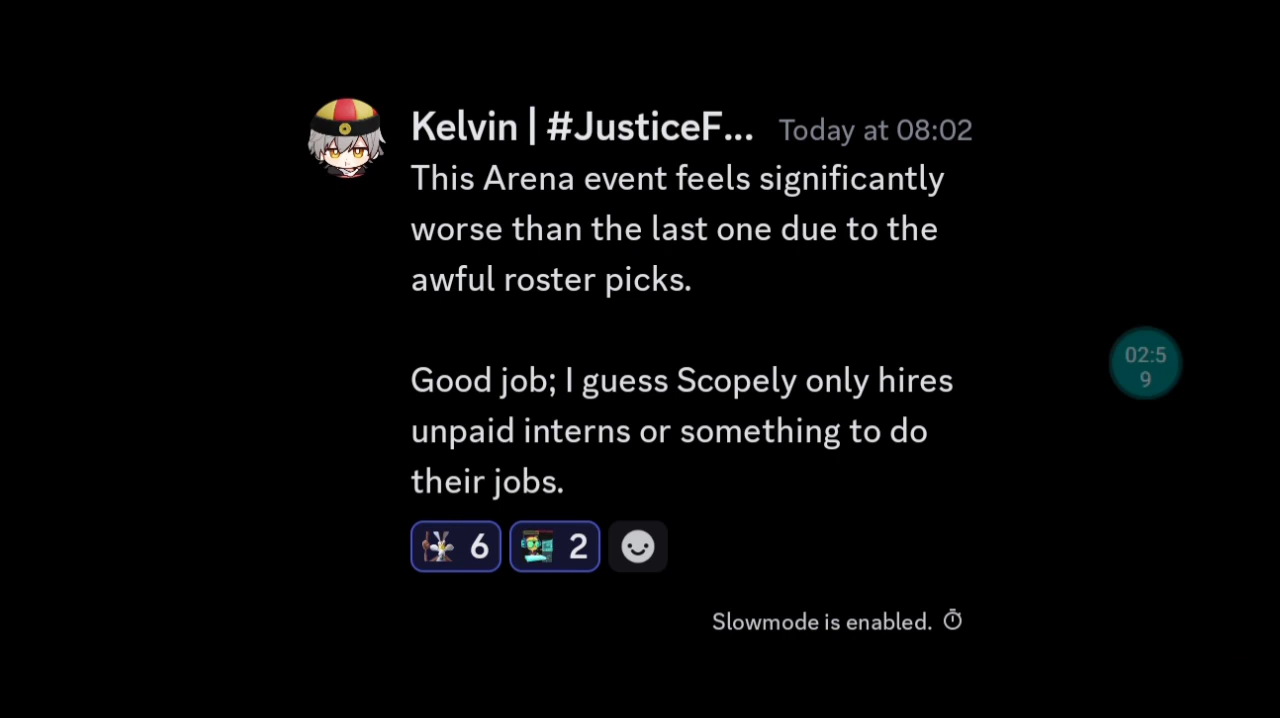 Kelvin | #JusticeF... Today at 08:02
This Arena event feels significantly
worse than the last one due to the
awful roster picks.
Good job; I guess Scopely only hires
unpaid interns or something to do
their jobs.
6 2
Slowmode is enabled.
02:5
9